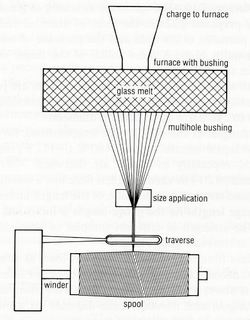 charge to furnace
furnace with bushing
glass melt
multihole bushing
size application
traverse
winder
spool